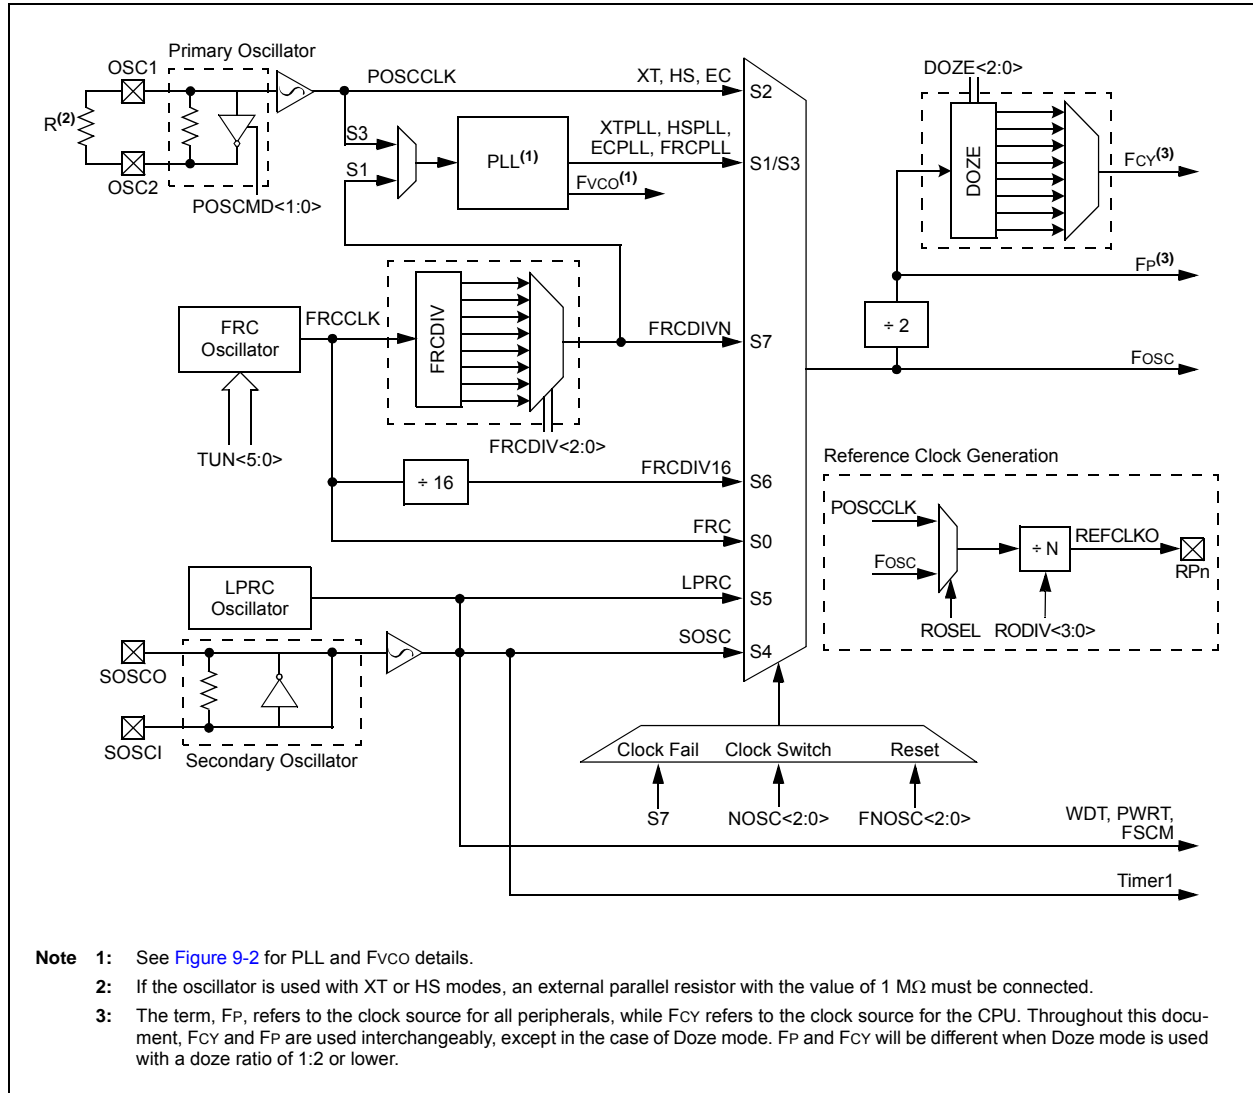 Primary Oscillator
OSC1
POSCCLK
XT, HS, EC
S2
DOZE<2:0>
R(2)
S3
S1
PLL(1)
XTPLL, HSPLL,
ECPLL, FRCPLL
S1/S3
FVCO(1)
OSC2
POSCMD<1:0>
DOZE
FCY(3)
FP(3)
÷ 2
FOSC
FRC
Oscillator
FRCCLK
FRCDIV
FRCDIVN
S7
TUN<5:0>
FRCDIV<2:0>
÷ 16
FRCDIV16
S6
FRC
S0
Reference Clock Generation
POSCCLK
FOSC
÷ N
REFCLKO
RPn
ROSEL
RODIV<3:0>
LPRC
Oscillator
LPRC
S5
SOSCO
SOSC
S4
SOSCI
Secondary Oscillator
Clock Fail
Clock Switch
Reset
S7
NOSC<2:0>
FNOSC<2:0>
WDT, PWRT,
FSCM
Timer1
Note 1: See Figure 9-2 for PLL and FVCO details.
2: If the oscillator is used with XT or HS modes, an external parallel resistor with the value of 1 MΩ must be connected.
3: The term, FP, refers to the clock source for all peripherals, while FCY refers to the clock source for the CPU. Throughout this docu-
ment, FCY and FP are used interchangeably, except in the case of Doze mode. FP and FCY will be different when Doze mode is used
with a doze ratio of 1:2 or lower.